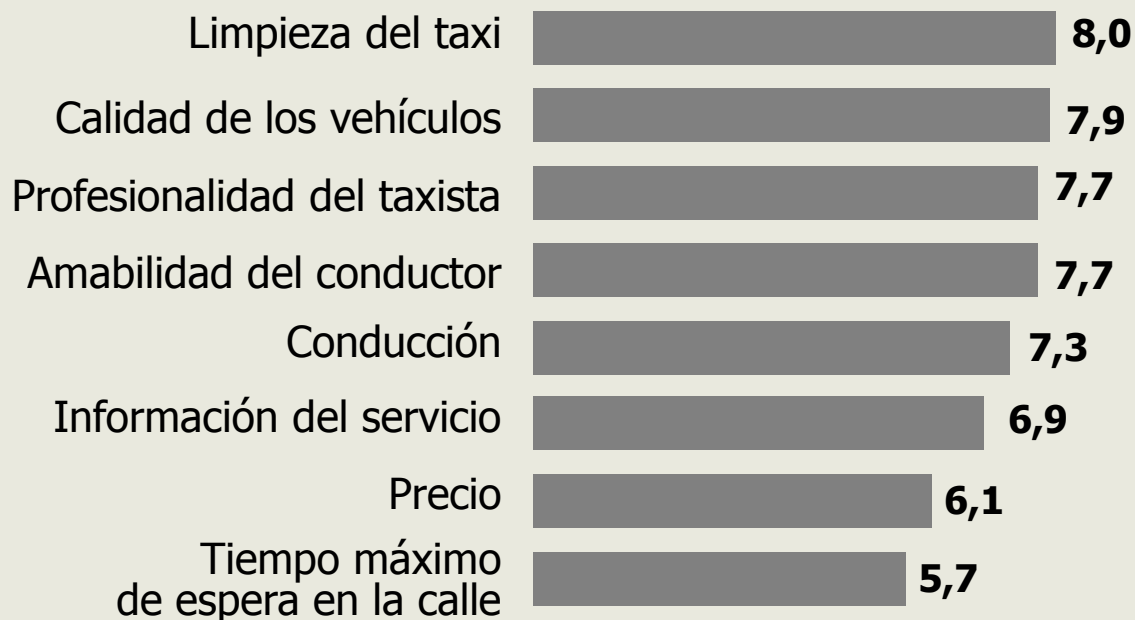 Limpieza del taxi 8,0
Calidad de los vehículos 7,9
Profesionalidad del taxista 7,7
Amabilidad del conductor 7,7
Conducción 7,3
Información del servicio 6,9
Precio 6,1
Tiempo máximo
de espera en la calle 5,7